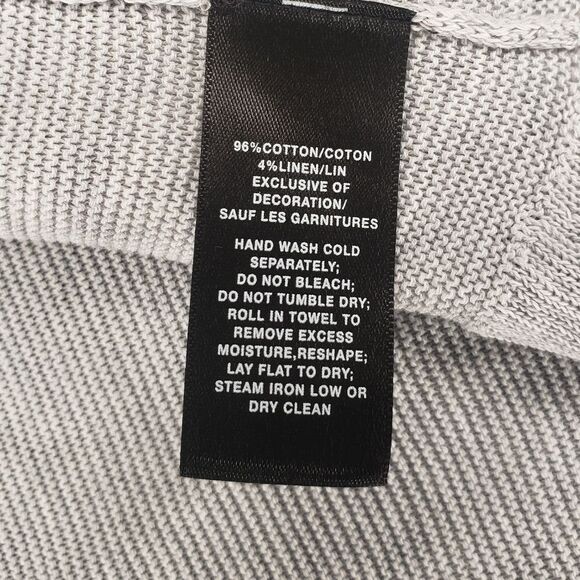 96%COTTON/COTON
4%LINEN/LIN
EXCLUSIVE OF
DECORATION/
SAUF LES GARNITURES
HAND WASH COLD
SEPARATELY;
DO NOT BLEACH;
DO NOT TUMBLE DRY;
ROLL IN TOWEL TO
REMOVE EXCESS
MOISTURE,RESHAPE;
LAY FLAT TO DRY;
STEAM IRON LOW OR
DRY CLEAN